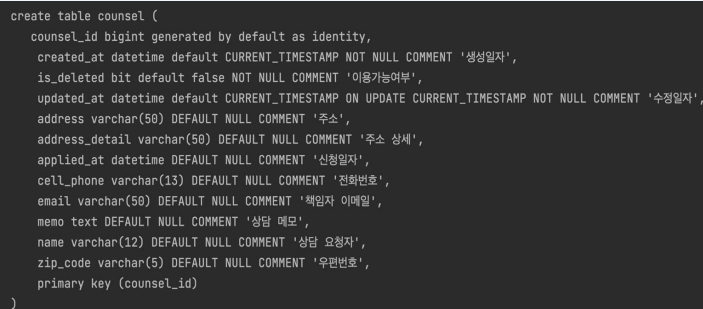 create table counsel (
counsel_id bigint generated by default as identity,
created_at datetime default CURRENT_TIMESTAMP NOT NULL COMMENT '생성일자',
is_deleted bit default false NOT NULL COMMENT '이용가능여부',
updated_at datetime default CURRENT_TIMESTAMP ON UPDATE CURRENT_TIMESTAMP NOT NULL COMMENT '수정일자',
address varchar(50) DEFAULT NULL COMMENT '주소',
address_detail varchar(50) DEFAULT NULL COMMENT '주소 상세',
applied_at datetime DEFAULT NULL COMMENT '신청일자',
cell_phone varchar(13) DEFAULT NULL COMMENT '전화번호',
email varchar(50) DEFAULT NULL COMMENT '책임자 이메일',
memo text DEFAULT NULL COMMENT '상담 메모',
name varchar(12) DEFAULT NULL COMMENT '상담 요청자',
zip_code varchar(5) DEFAULT NULL COMMENT '우편번호',
primary key (counsel_id)
)